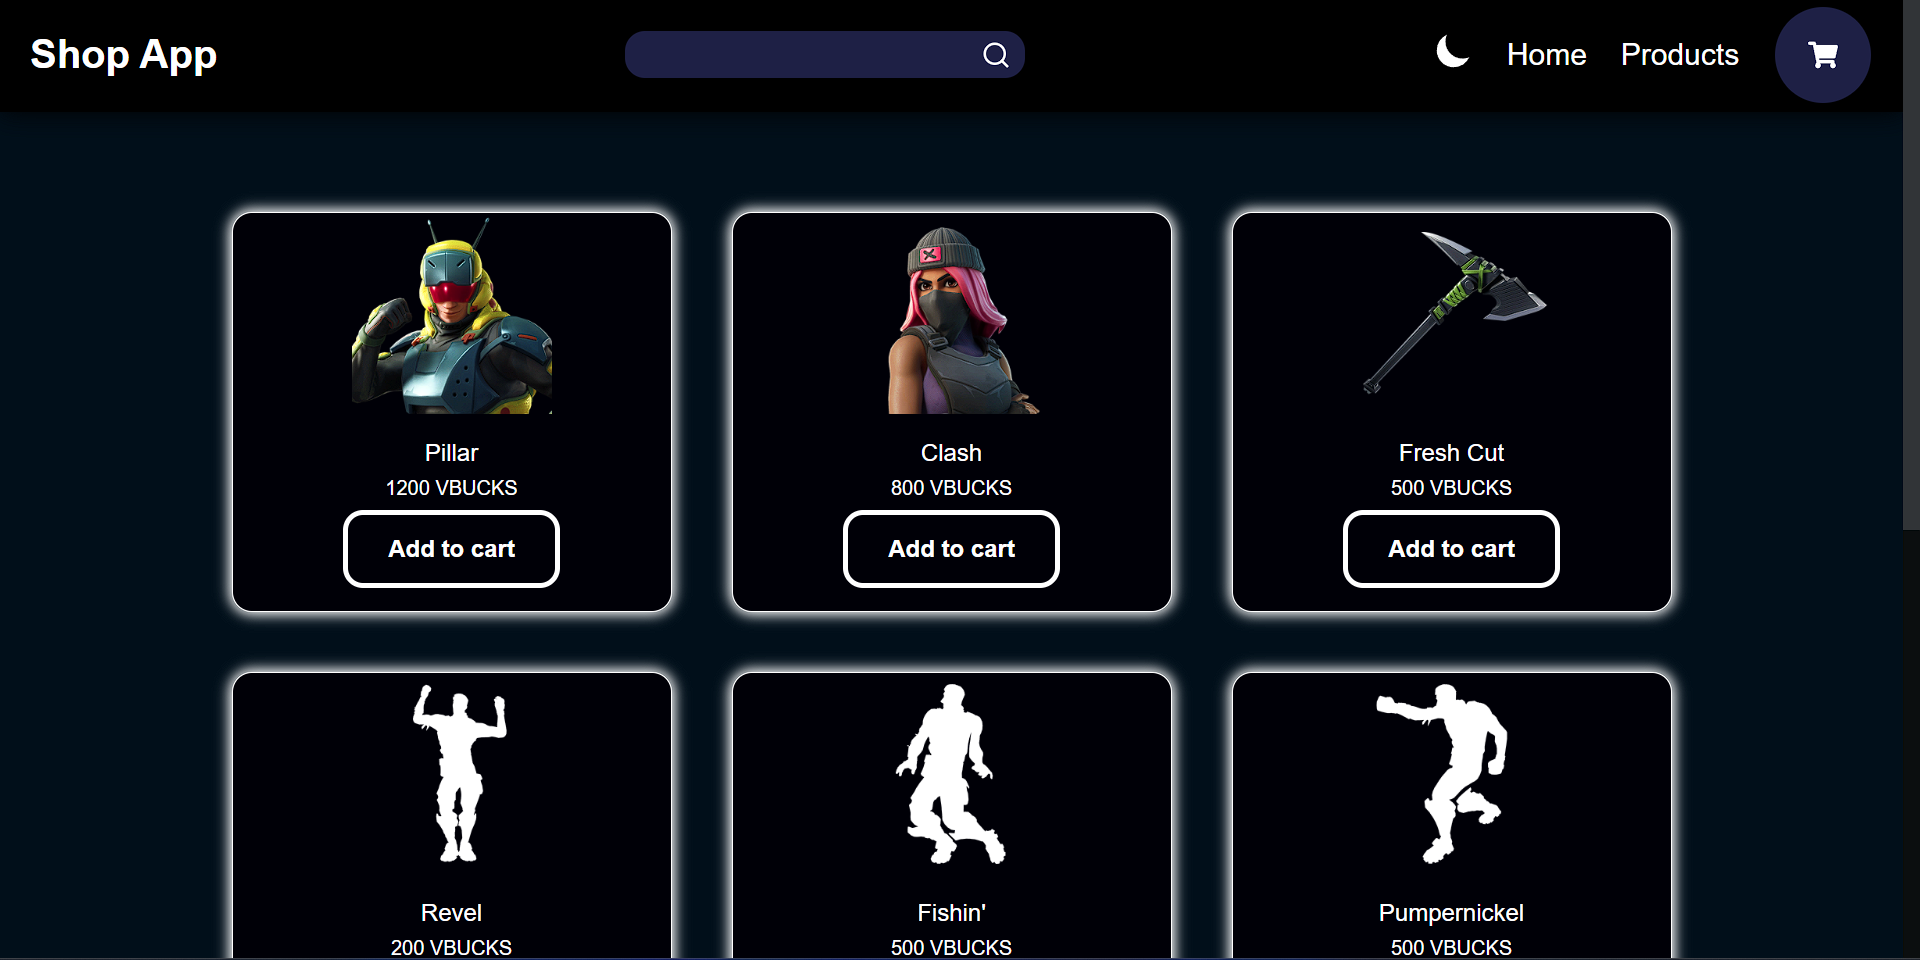 Shop App
Home
Products
Pillar
1200 VBUCKS
Add to cart
Clash
800 VBUCKS
Add to cart
Fresh Cut
500 VBUCKS
Add to cart
Revel
200 VBUCKS
Fishin'
500 VBUCKS
Pumpernickel
500 VBUCKS